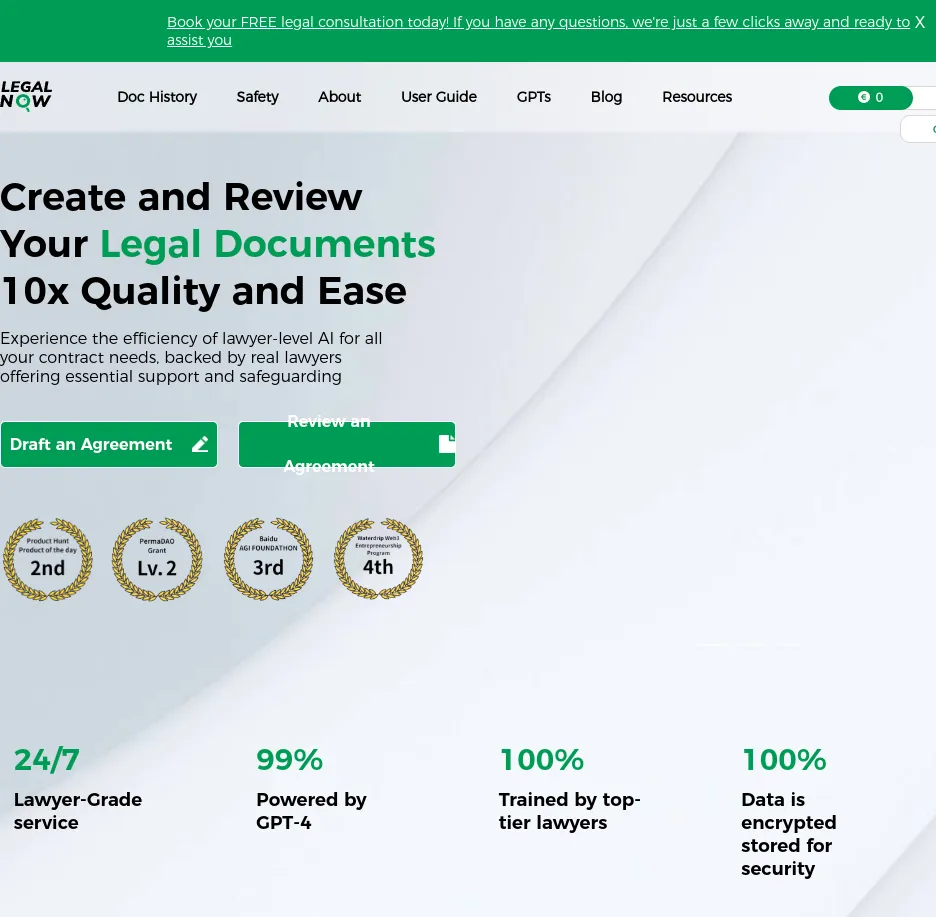 Book your FREE legal consultation today! If you have any questions, we're just a few clicks away and ready to
assist you
X
LEGAL
NOW
Doc History
Safety
About
User Guide
GPTs
Blog
Resources
€ 0
Create and Review
Your Legal Documents
10x Quality and Ease
Experience the efficiency of lawyer-level AI for all
your contract needs, backed by real lawyers
offering essential support and safeguarding
Draft an Agreement
Review an
Agreement
Product Hunt
Product of the day
2nd
PermaDAO
Grant
Lv. 2
Baidu
AGI FOUNDATHON
3rd
Waterdrip Web3
Entrepreneurship
Program
4th
24/7
Lawyer-Grade
service
99%
Powered by
GPT-4
100%
Trained by top-
tier lawyers
100%
Data is
encrypted
stored for
security